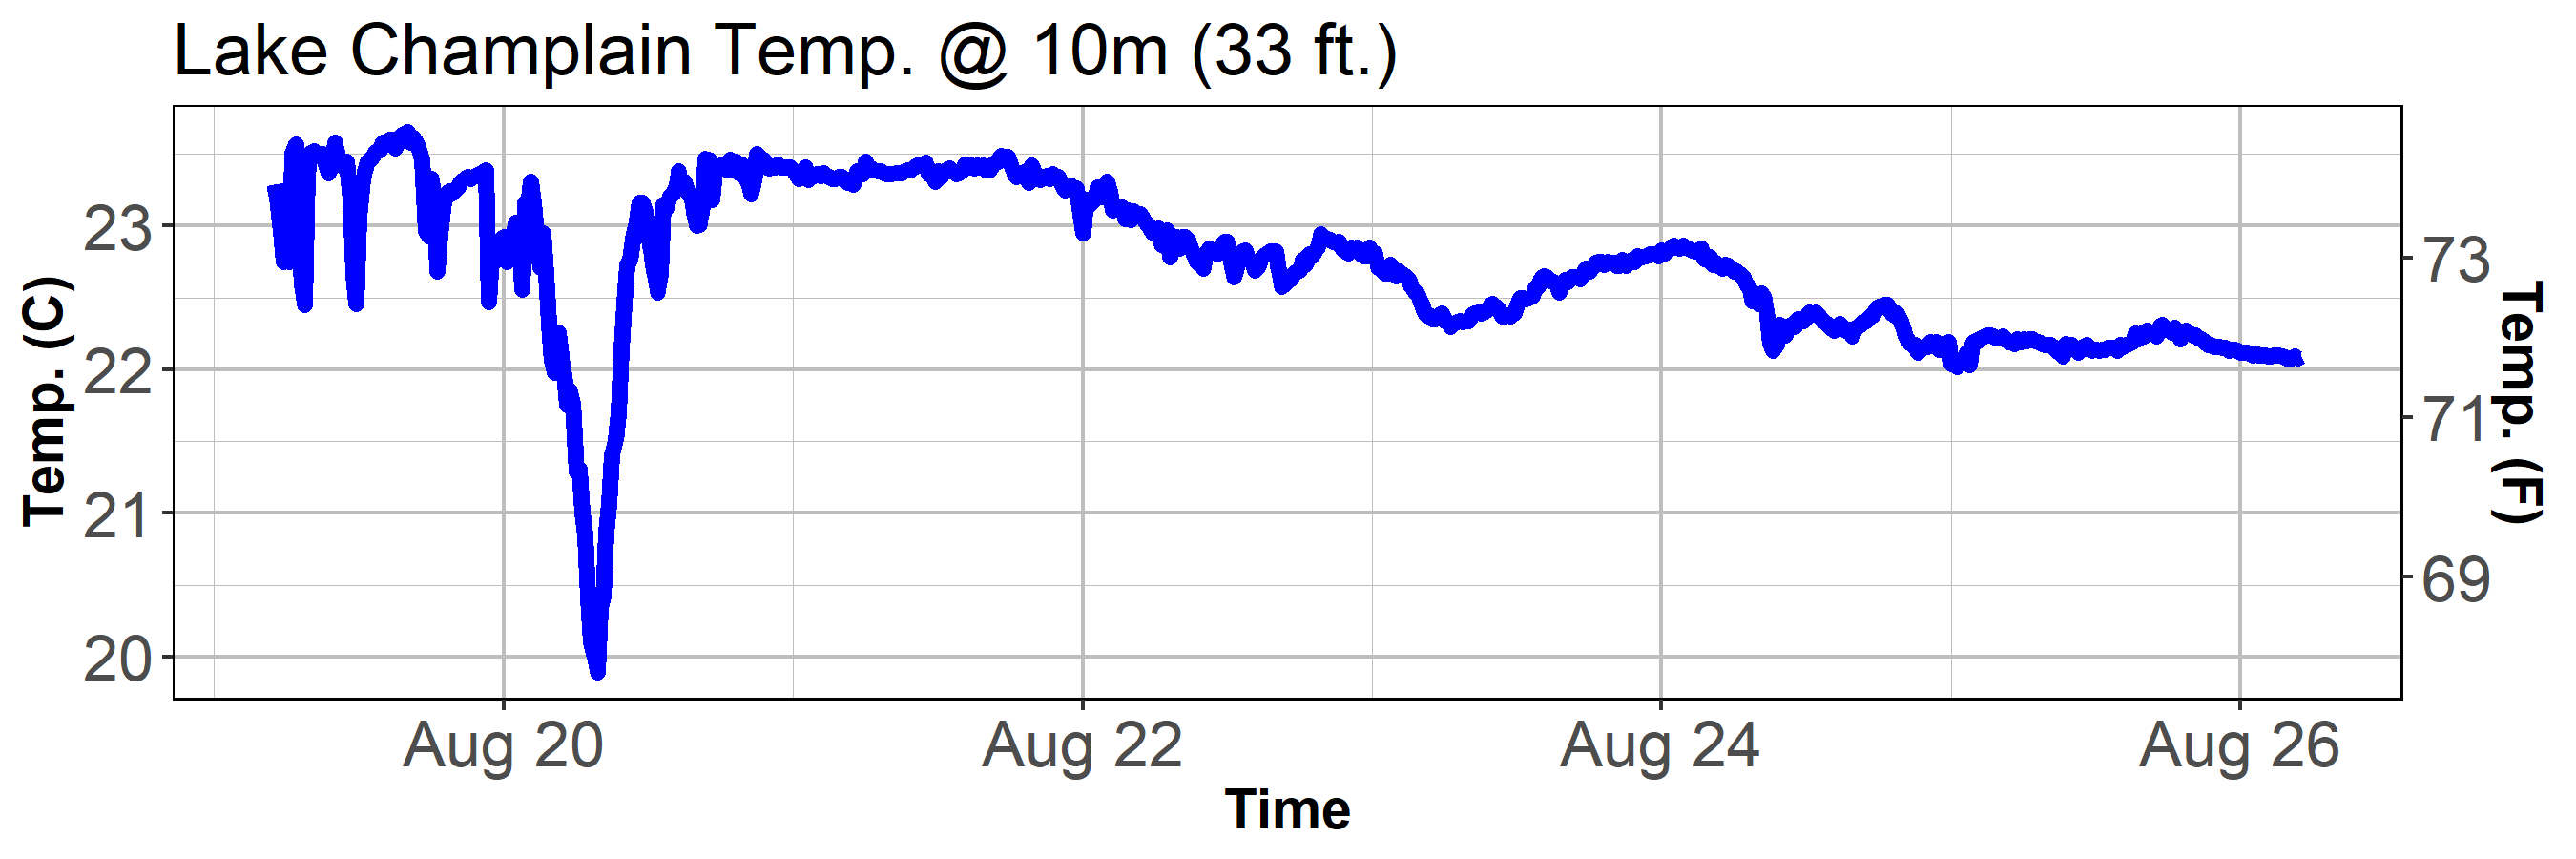 Lake Champlain Temp. @ 10m (33 ft.)
Temp. (C)
23
22
21
20
73
71
69
Temp. (F)
Aug 20
Aug 22
Aug 24
Aug 26
Time